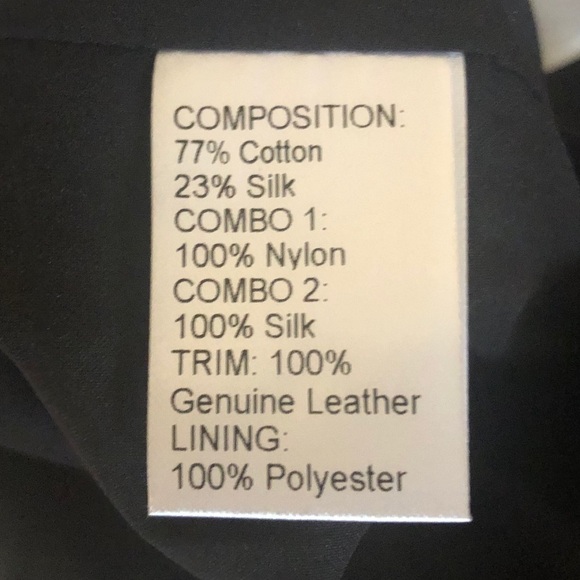 COMPOSITION:
77% Cotton
23% Silk
COMBO 1:
100% Nylon
COMBO 2:
100% Silk
TRIM: 100%
Genuine Leather
LINING:
100% Polyester